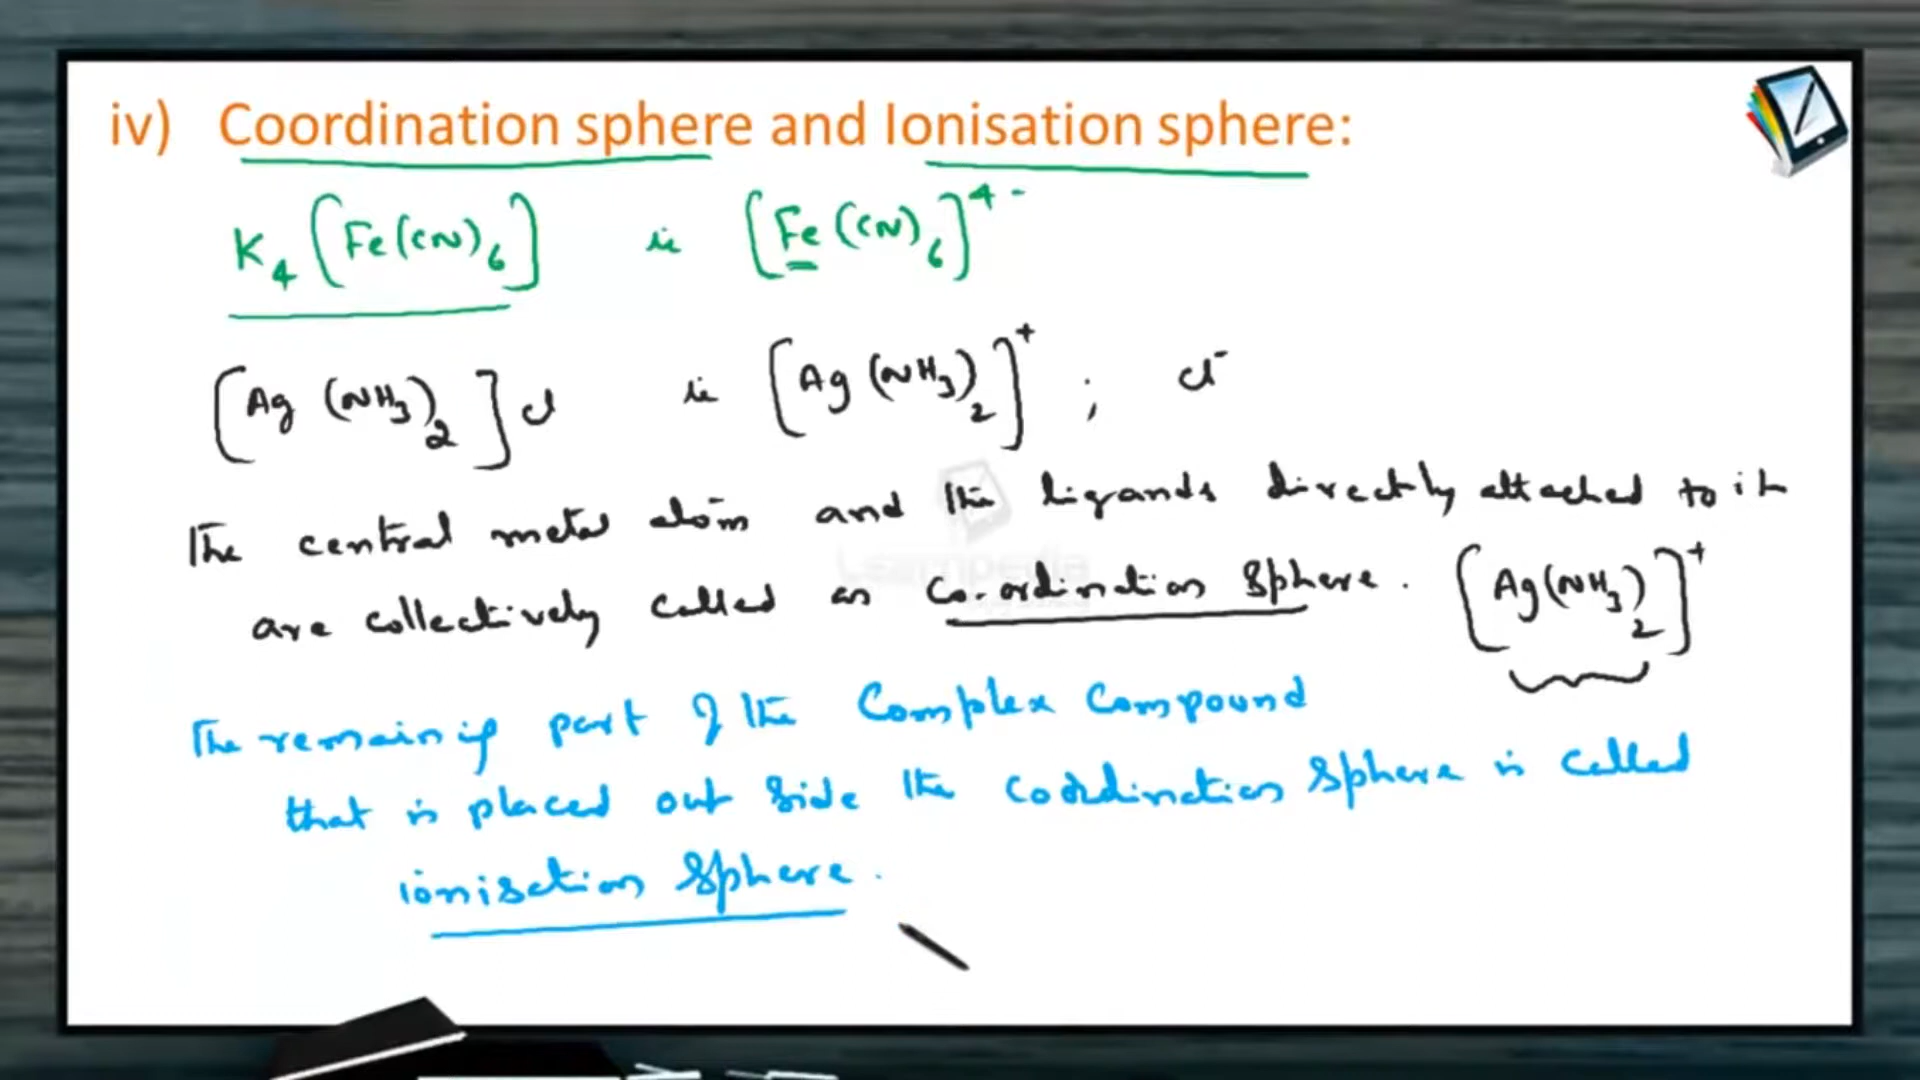 iv) Coordination sphere and Ionisation sphere:
K₄[Fe(CN)₆] ie [Fe(CN)₆]⁴⁻
[Ag(NH₃)₂]Cl ie [Ag(NH₃)₂]⁺ ; Cl⁻
The central metal atom and the ligands directly attached to it
are collectively called as co-ordination sphere. [Ag(NH₃)₂]⁺
The remaining part of the complex compound
that is placed out side the coordination sphere is called
ionisation sphere.
Learnpedia